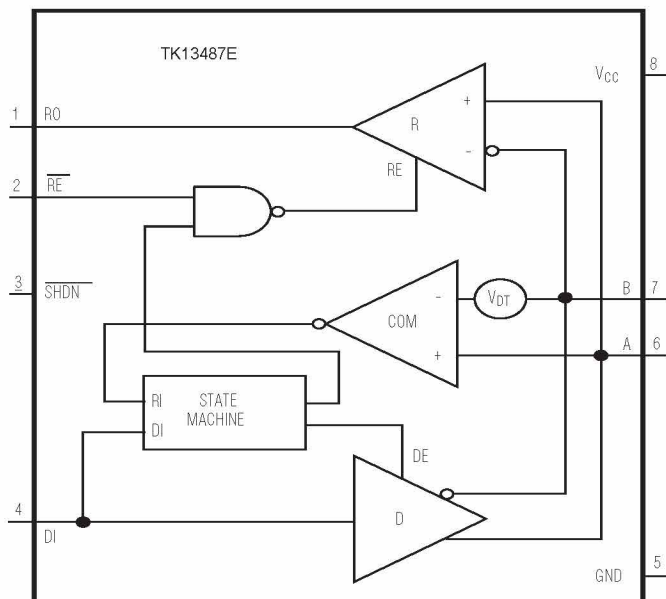 TK13487E
VCC
8
1
RO
+
R
-
RE
2
RE
3
SHDN
-
VDT
B
7
COM
A
6
+
RI
STATE
MACHINE
DI
DE
4
D
DI
GND
5